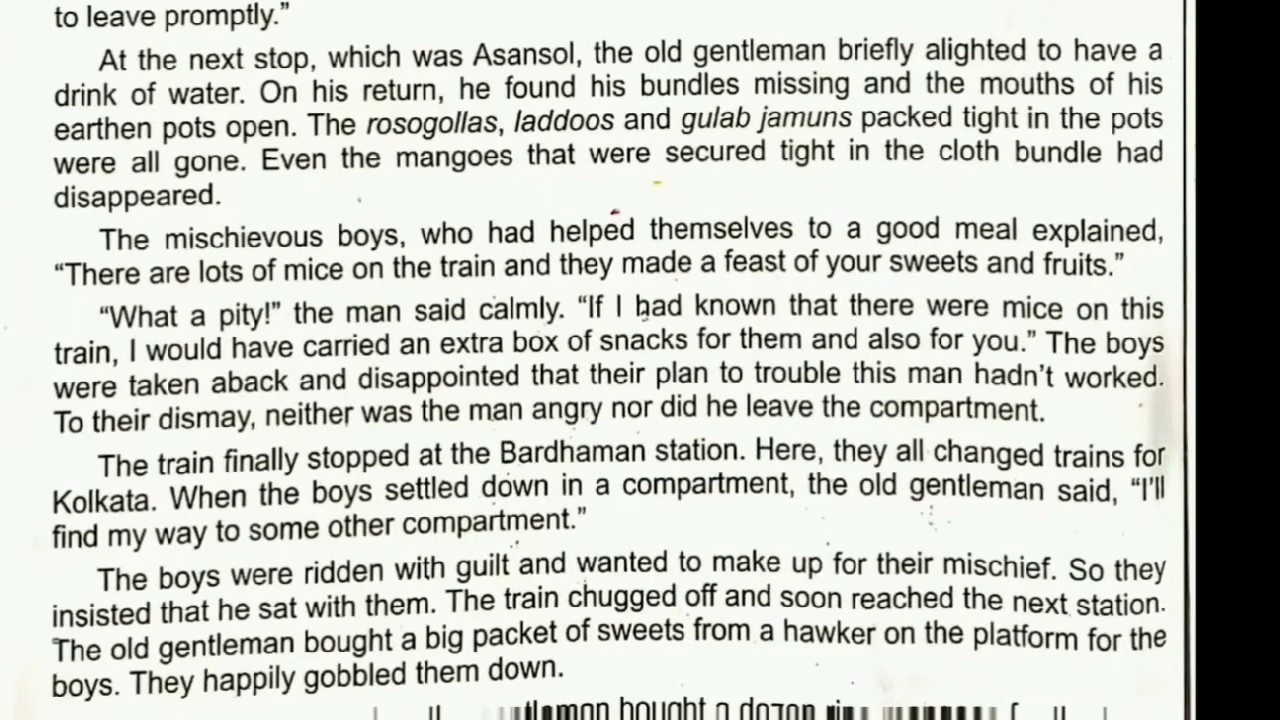 to leave promptly.”
At the next stop, which was Asansol, the old gentleman briefly alighted to have a
drink of water. On his return, he found his bundles missing and the mouths of his
earthen pots open. The rosogollas, laddoos and gulab jamuns packed tight in the pots
were all gone. Even the mangoes that were secured tight in the cloth bundle had
disappeared.
The mischievous boys, who had helped themselves to a good meal explained,
“There are lots of mice on the train and they made a feast of your sweets and fruits.”
“What a pity!” the man said calmly. “If I had known that there were mice on this
train, I would have carried an extra box of snacks for them and also for you.” The boys
were taken aback and disappointed that their plan to trouble this man hadn’t worked.
To their dismay, neither was the man angry nor did he leave the compartment.
The train finally stopped at the Bardhaman station. Here, they all changed trains for
Kolkata. When the boys settled down in a compartment, the old gentleman said, “I’ll
find my way to some other compartment.”
The boys were ridden with guilt and wanted to make up for their mischief. So they
insisted that he sat with them. The train chugged off and soon reached the next station.
The old gentleman bought a big packet of sweets from a hawker on the platform for the
boys. They happily gobbled them down.
bought a dozen